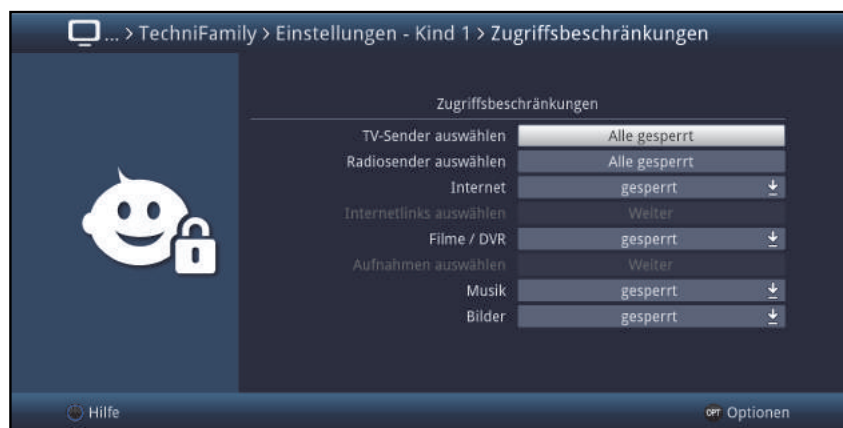 ... > TechniFamily > Einstellungen - Kind 1 > Zugriffsbeschränkungen
Zugriffsbeschränkungen
TV-Sender auswählen Alle gesperrt
Radiosender auswählen Alle gesperrt
Internet gesperrt
Internetlinks auswählen Weiter
Filme / DVR gesperrt
Aufnahmen auswählen Weiter
Musik gesperrt
Bilder gesperrt
Hilfe OPT Optionen